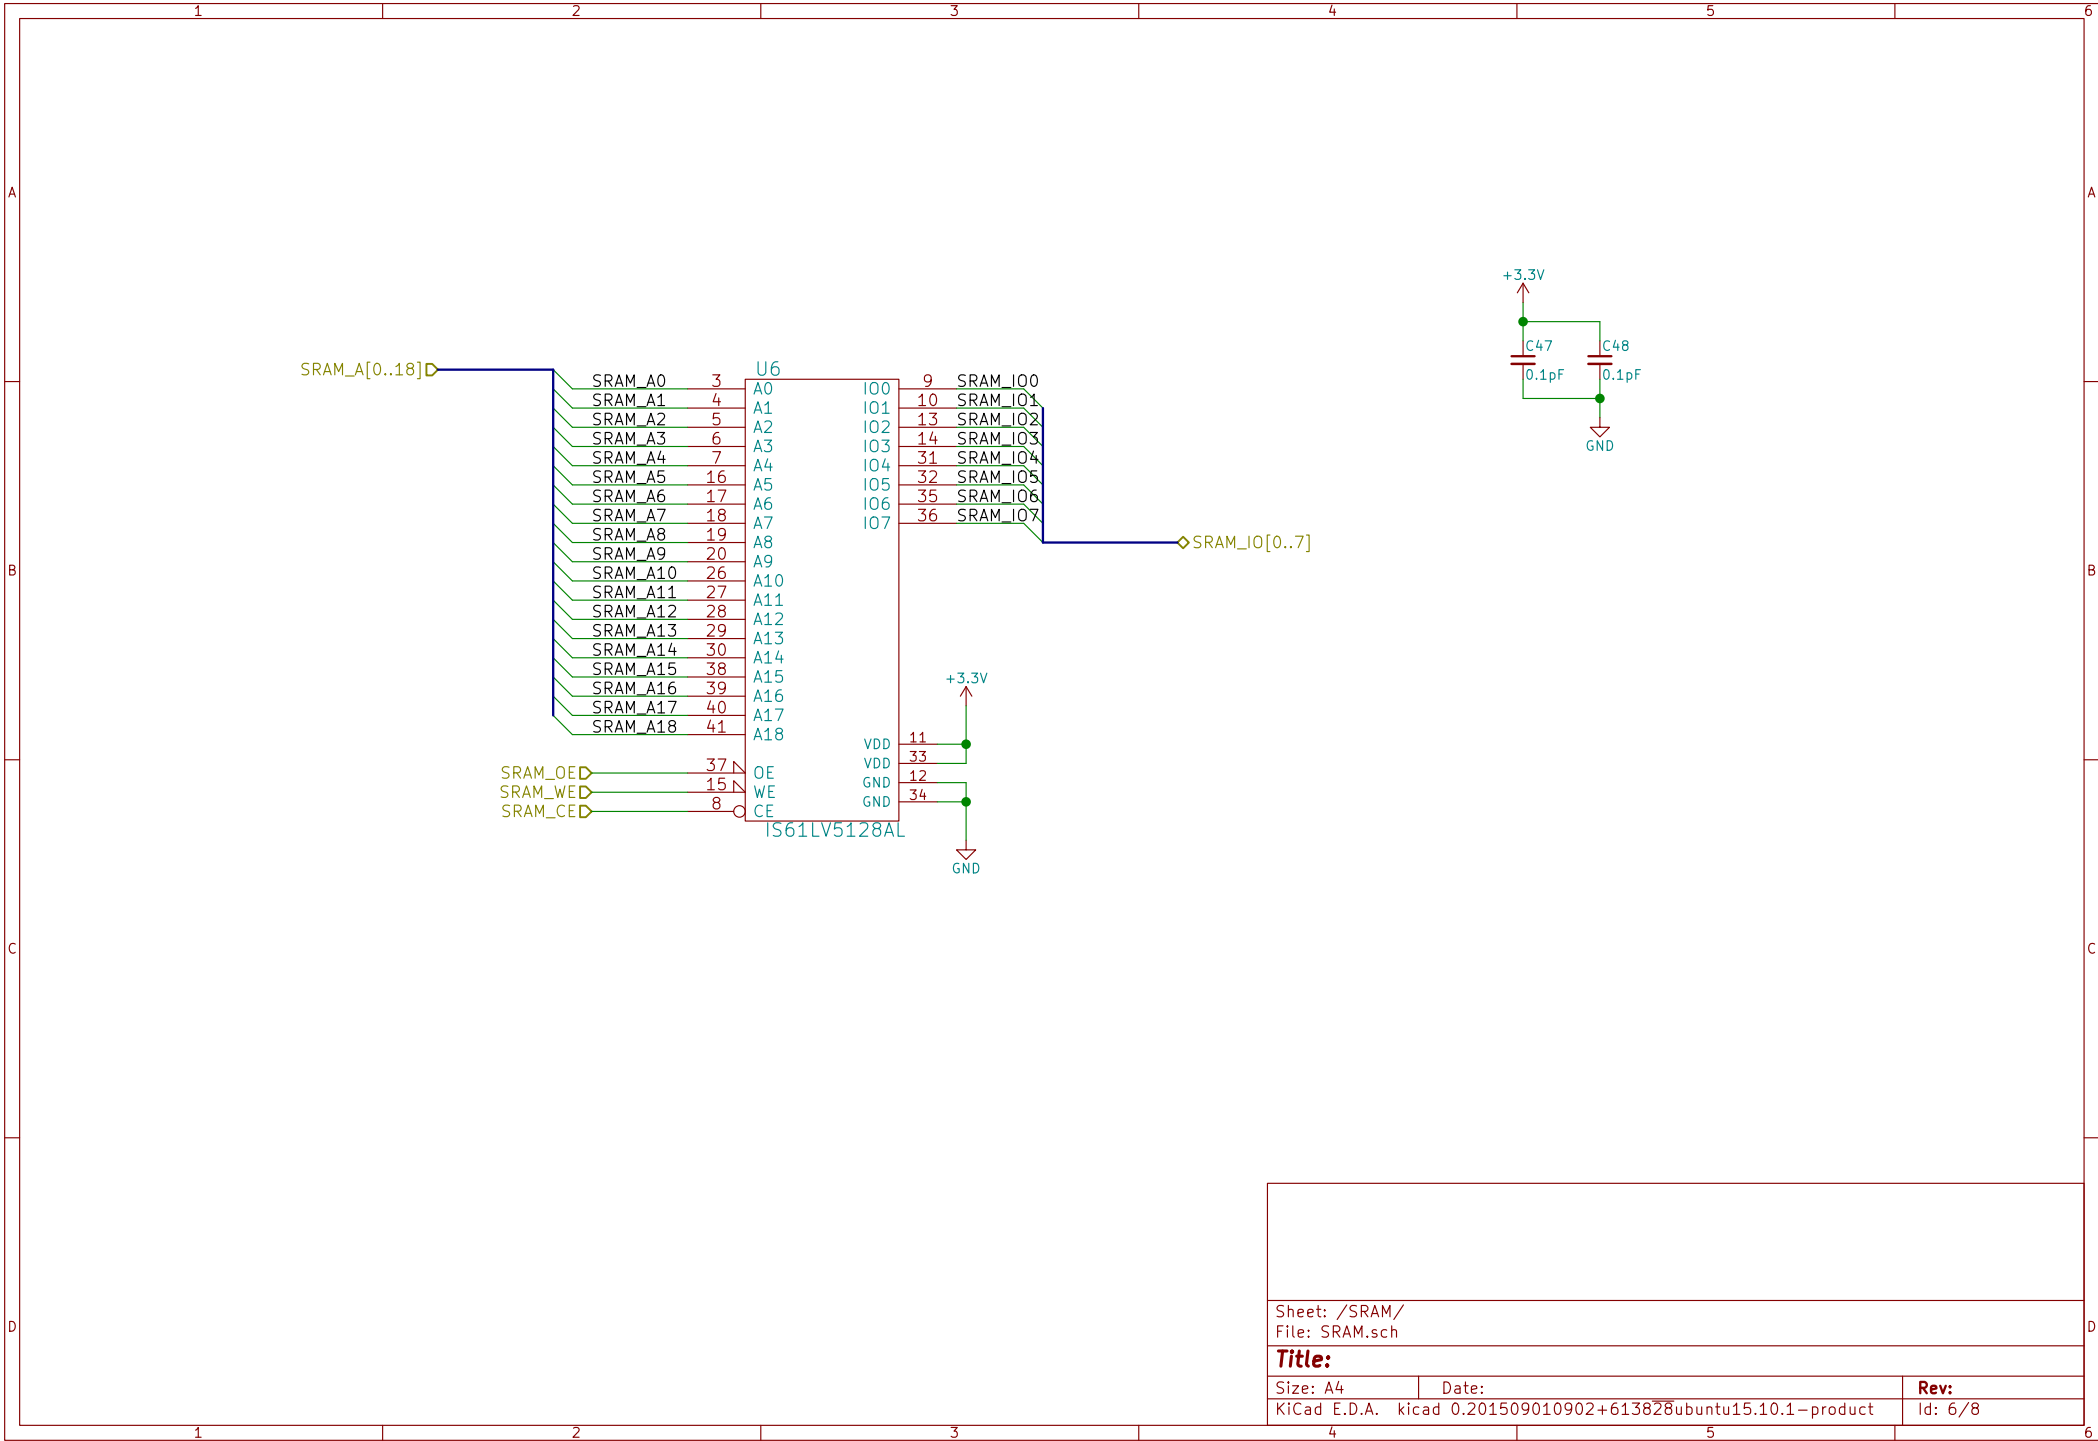 1 2 3 4 5 6
A A
+3.3V
C47 C48
0.1pF 0.1pF
GND
SRAM_A[0..18]
U6
SRAM_A0 3 A0 IO0 9 SRAM_IO0
SRAM_A1 4 A1 IO1 10 SRAM_IO1
SRAM_A2 5 A2 IO2 13 SRAM_IO2
SRAM_A3 6 A3 IO3 14 SRAM_IO3
SRAM_A4 7 A4 IO4 31 SRAM_IO4
SRAM_A5 16 A5 IO5 32 SRAM_IO5
SRAM_A6 17 A6 IO6 35 SRAM_IO6
SRAM_A7 18 A7 IO7 36 SRAM_IO7
SRAM_A8 19 A8
SRAM_IO[0..7]
SRAM_A9 20 A9
B B
SRAM_A10 26 A10
SRAM_A11 27 A11
SRAM_A12 28 A12
SRAM_A13 29 A13
SRAM_A14 30 A14
SRAM_A15 38 A15
SRAM_A16 39 A16
SRAM_A17 40 A17
SRAM_A18 41 A18
+3.3V
VDD 11
VDD 33
GND 12
GND 34
SRAM_OE 37 OE
SRAM_WE 15 WE
SRAM_CE 8 CE
IS61LV5128AL
GND
C C
Sheet: /SRAM/
File: SRAM.sch
D D
Title:
Size: A4 Date: Rev:
KiCad E.D.A. kicad 0.201509010902+613828ubuntu15.10.1-product Id: 6/8
1 2 3 4 5 6